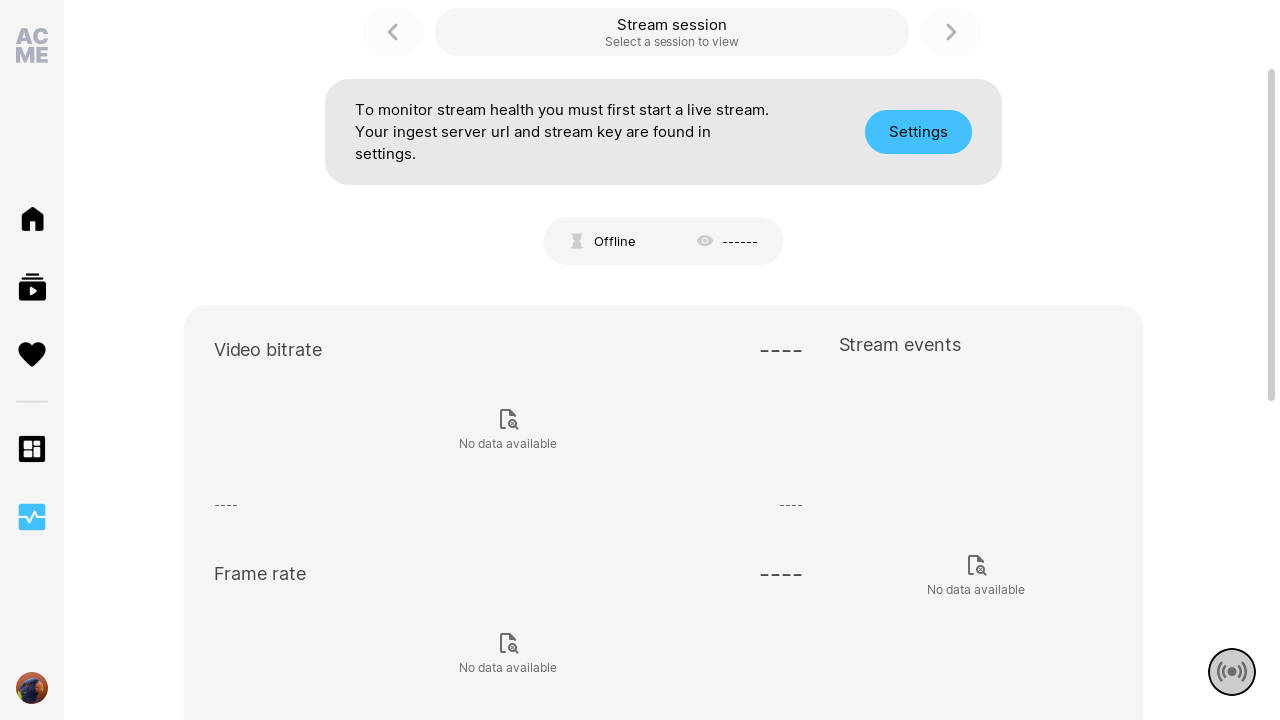 AC
ME
Stream session
Select a session to view
To monitor stream health you must first start a live stream.
Your ingest server url and stream key are found in
settings.
Settings
Offline
------
Video bitrate
----
No data available
----
----
Frame rate
----
No data available
Stream events
No data available